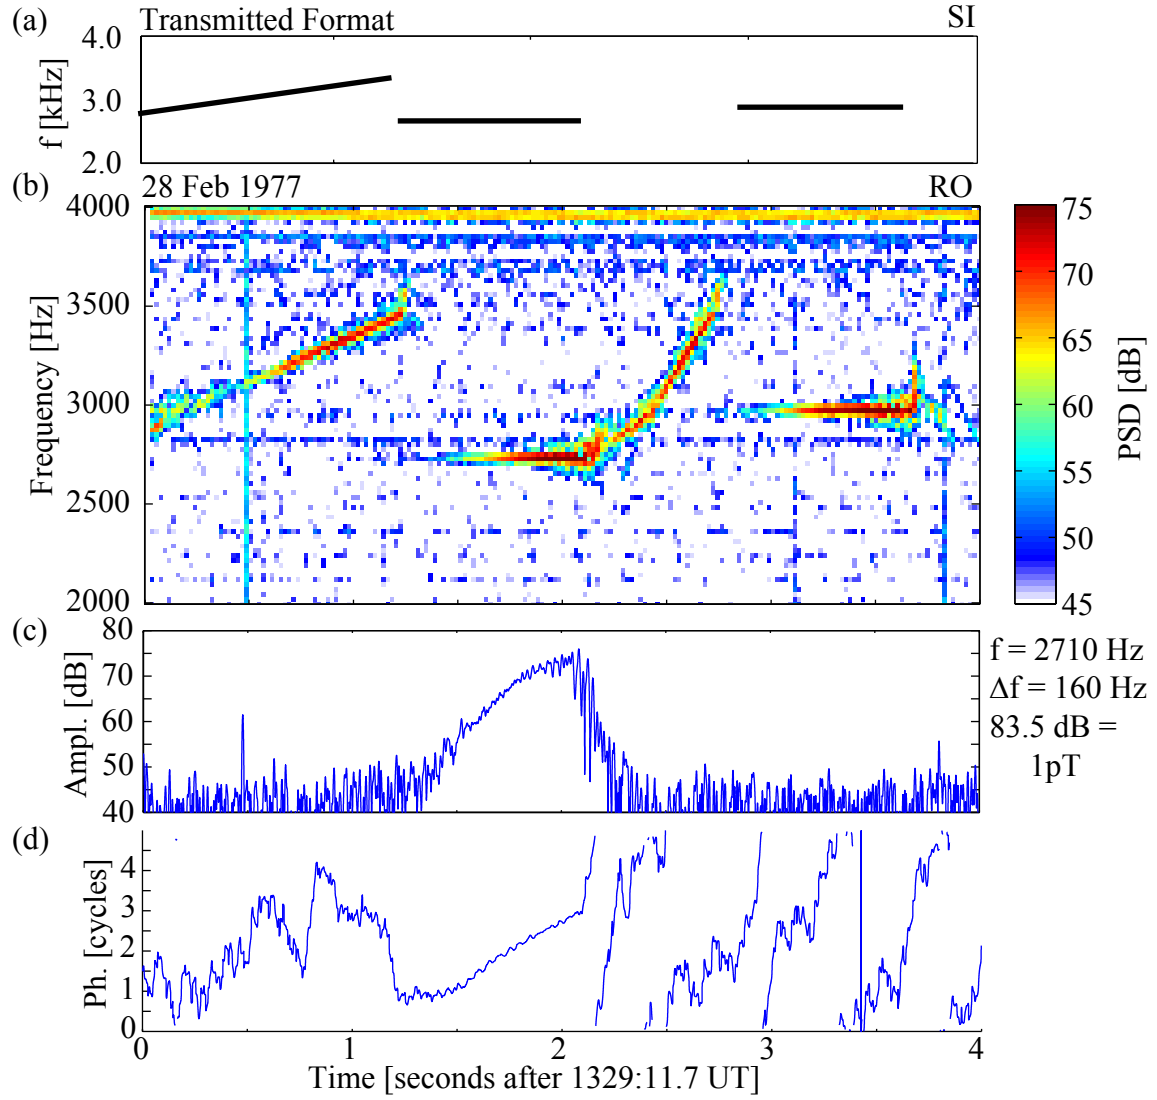 (a) Transmitted Format SI
4.0
3.0
2.0
f [kHz]
(b) 28 Feb 1977 RO
4000
3500
3000
2500
2000
Frequency [Hz]
75
70
65
60
55
50
45
PSD [dB]
(c)
80
70
60
50
40
Ampl. [dB]
f = 2710 Hz
Δf = 160 Hz
83.5 dB =
1pT
(d)
4
3
2
1
0
Ph. [cycles]
0 1 2 3 4
Time [seconds after 1329:11.7 UT]